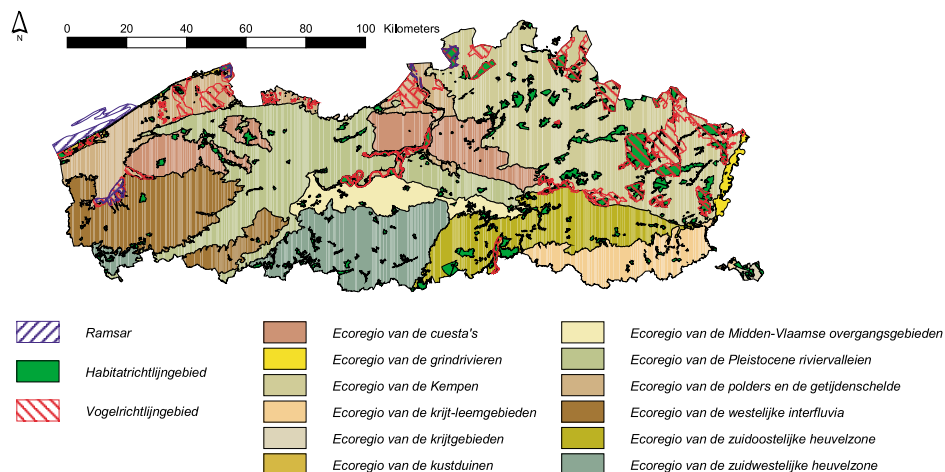 0 20 40 60 80 100 Kilometers
N
Ramsar
Habitatrichtlijngebied
Vogelrichtlijngebied
Ecoregio van de cuesta's
Ecoregio van de grindrivieren
Ecoregio van de Kempen
Ecoregio van de krijt-leemgebieden
Ecoregio van de krijtgebieden
Ecoregio van de kustduinen
Ecoregio van de Midden-Vlaamse overgangsgebieden
Ecoregio van de Pleistocene riviervalleien
Ecoregio van de polders en de getijdenschelde
Ecoregio van de westelijke interfluvia
Ecoregio van de zuidoostelijke heuvelzone
Ecoregio van de zuidwestelijke heuvelzone